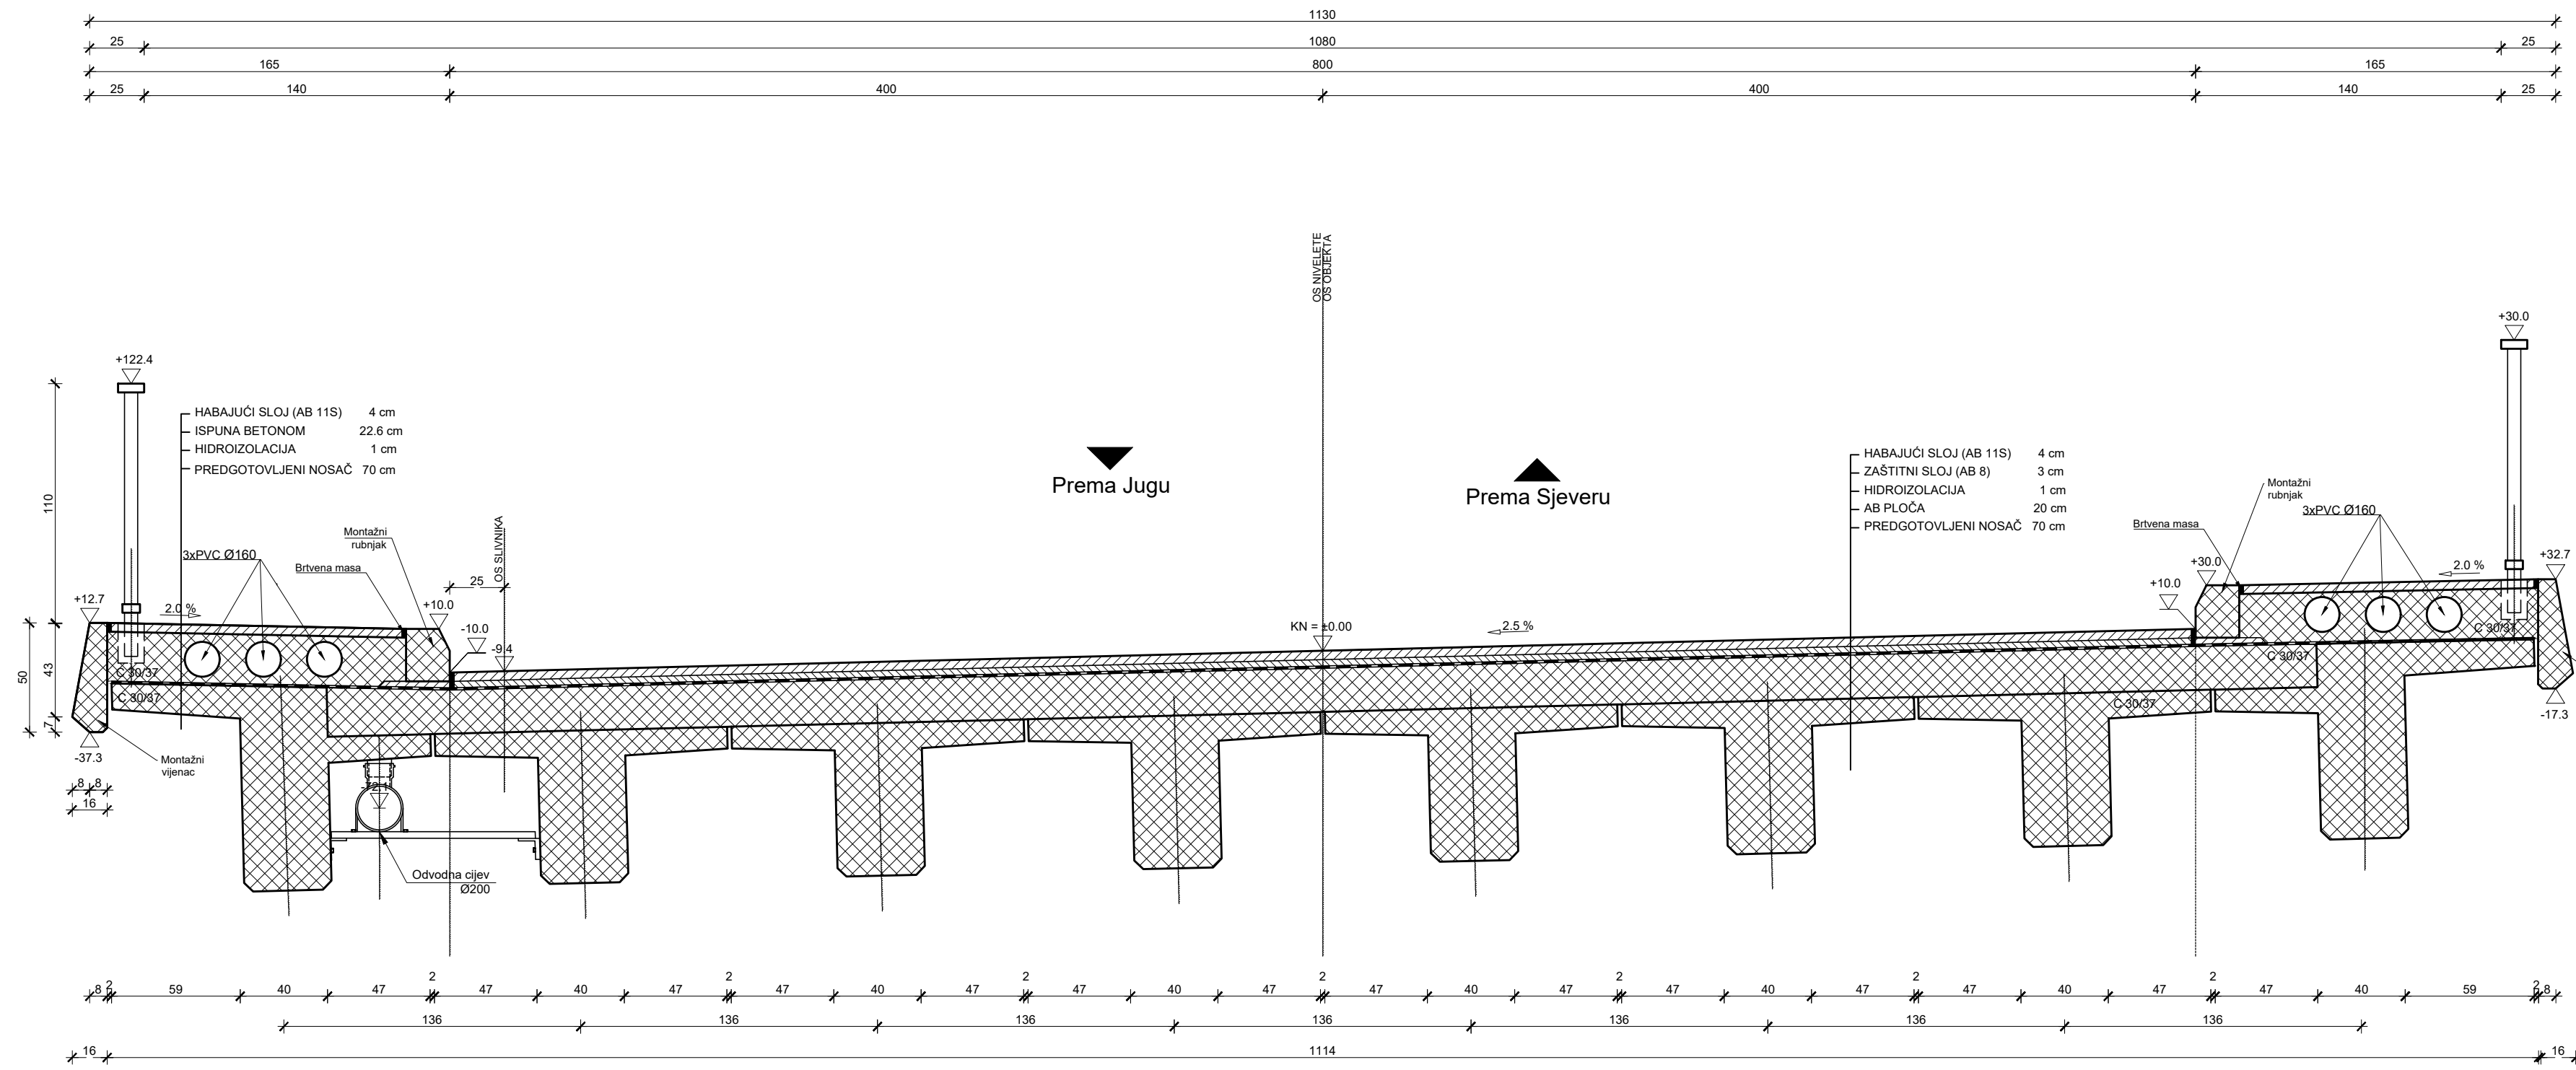 1130
25 1080 25
165 800 165
25 140 400 400 140 25
OS NIVELETE
OS OBJEKTA
+30.0
+122.4
HABAJUĆI SLOJ (AB 11S) 4 cm
ISPUNA BETONOM 22.6 cm
HIDROIZOLACIJA 1 cm
PREDGOTOVLJENI NOSAČ 70 cm
Prema Jugu
Prema Sjeveru
HABAJUĆI SLOJ (AB 11S) 4 cm
ZAŠTITNI SLOJ (AB 8) 3 cm
HIDROIZOLACIJA 1 cm
AB PLOČA 20 cm
PREDGOTOVLJENI NOSAČ 70 cm
Montažni
rubnjak
3xPVC Ø160
Brtvena masa
110
Montažni
rubnjak
OS SLIVNIKA
3xPVC Ø160
Brtvena masa
25
+32.7
+30.0
2.0 %
+10.0
+12.7
2.0 %
+10.0
-10.0
-9.4
KN = ±0.00
2.5 %
C 30/37
C 30/37
50
43
7
C 30/37
C 30/37
C 30/37
-17.3
-37.3
Montažni
vijenac
8 8
16
-72.1
Odvodna cijev
Ø200
8 2 59 40 47 2 47 40 47 2 47 40 47 2 47 40 47 2 47 40 47 2 47 40 47 2 47 40 47 2 47 40 59 2 8
136 136 136 136 136 136 136
16 1114 16